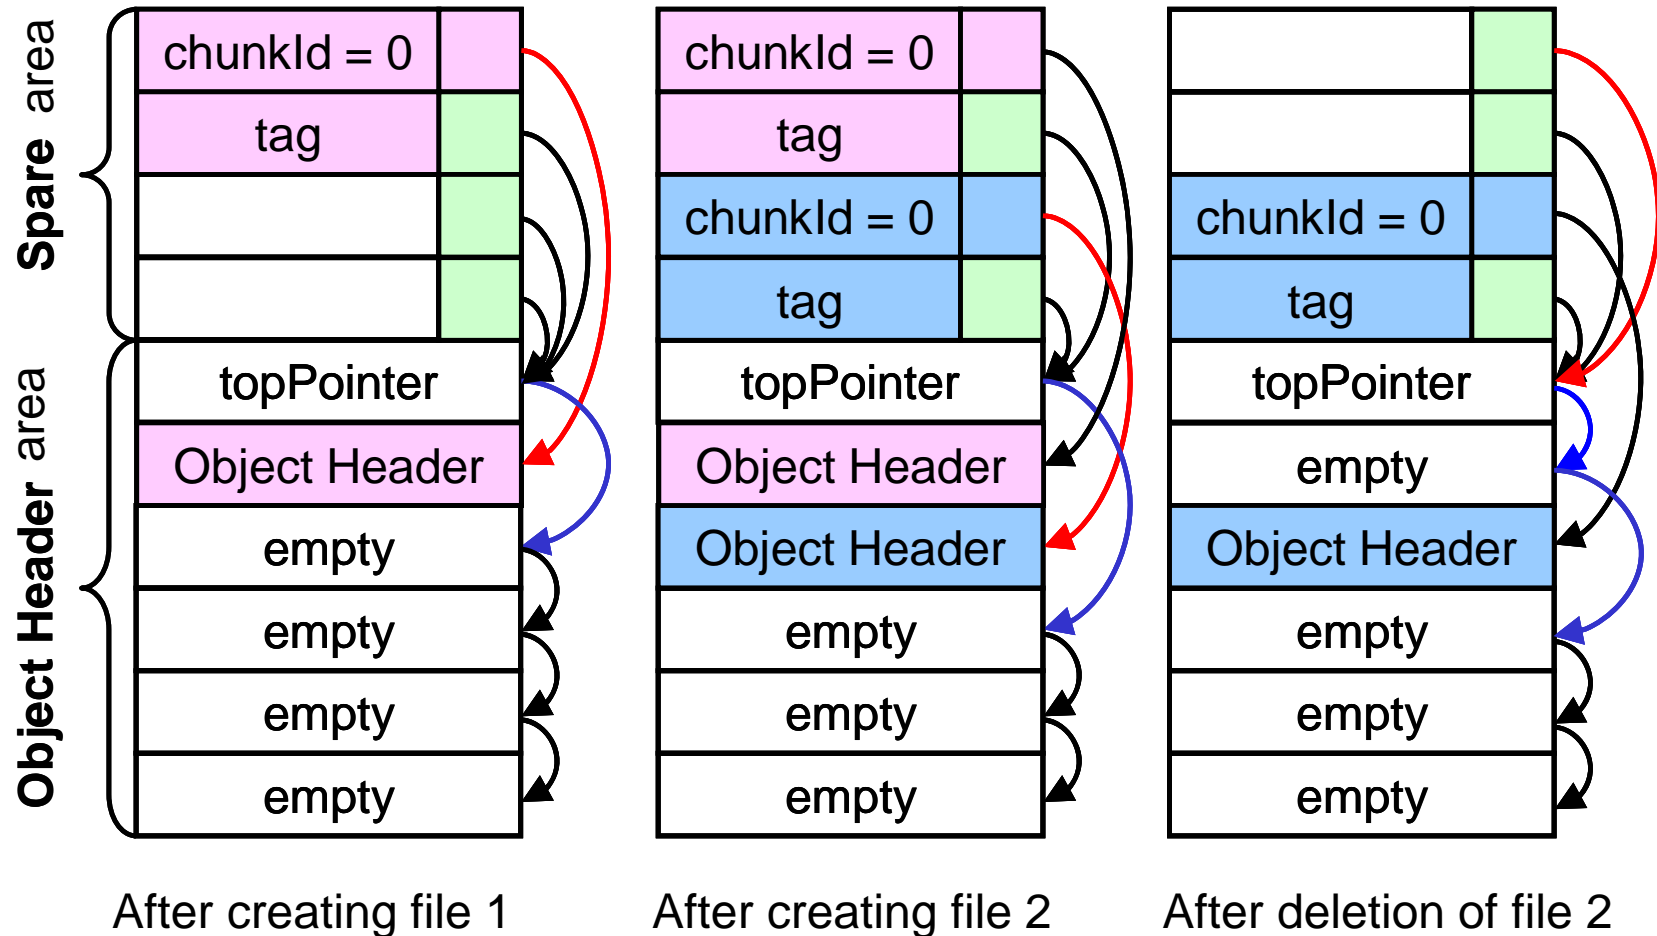 Spare area
Object Header area
chunkId = 0
tag
topPointer
Object Header
empty
empty
empty
empty
After creating file 1
chunkId = 0
tag
chunkId = 0
tag
topPointer
Object Header
Object Header
empty
empty
empty
After creating file 2
chunkId = 0
tag
topPointer
empty
Object Header
empty
empty
empty
After deletion of file 2